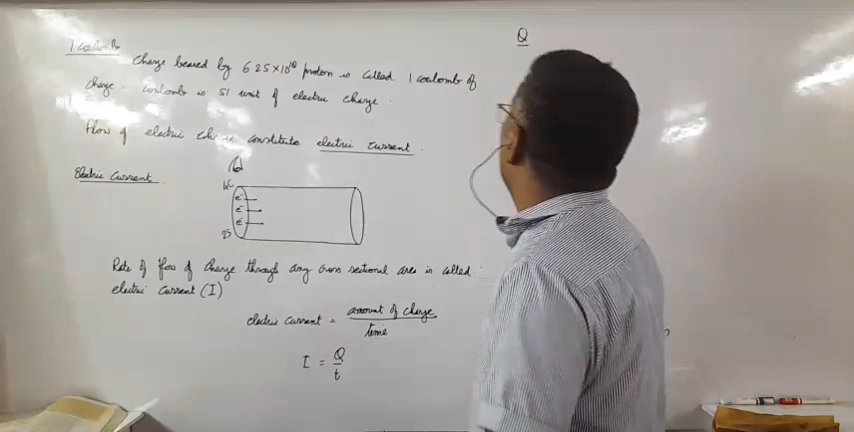 1 coulomb
Charge beared by 6.25×10¹⁸ proton is called 1 coulomb of
charge. coulomb is SI unit of electric charge.
Flow of electric charge constitute electric current.
Electric Current
e⁻
e⁻
e⁻
Rate of flow of charge through any cross sectional area is called
electric current (I)
electric current = amount of charge
time
I = Q
t
Q